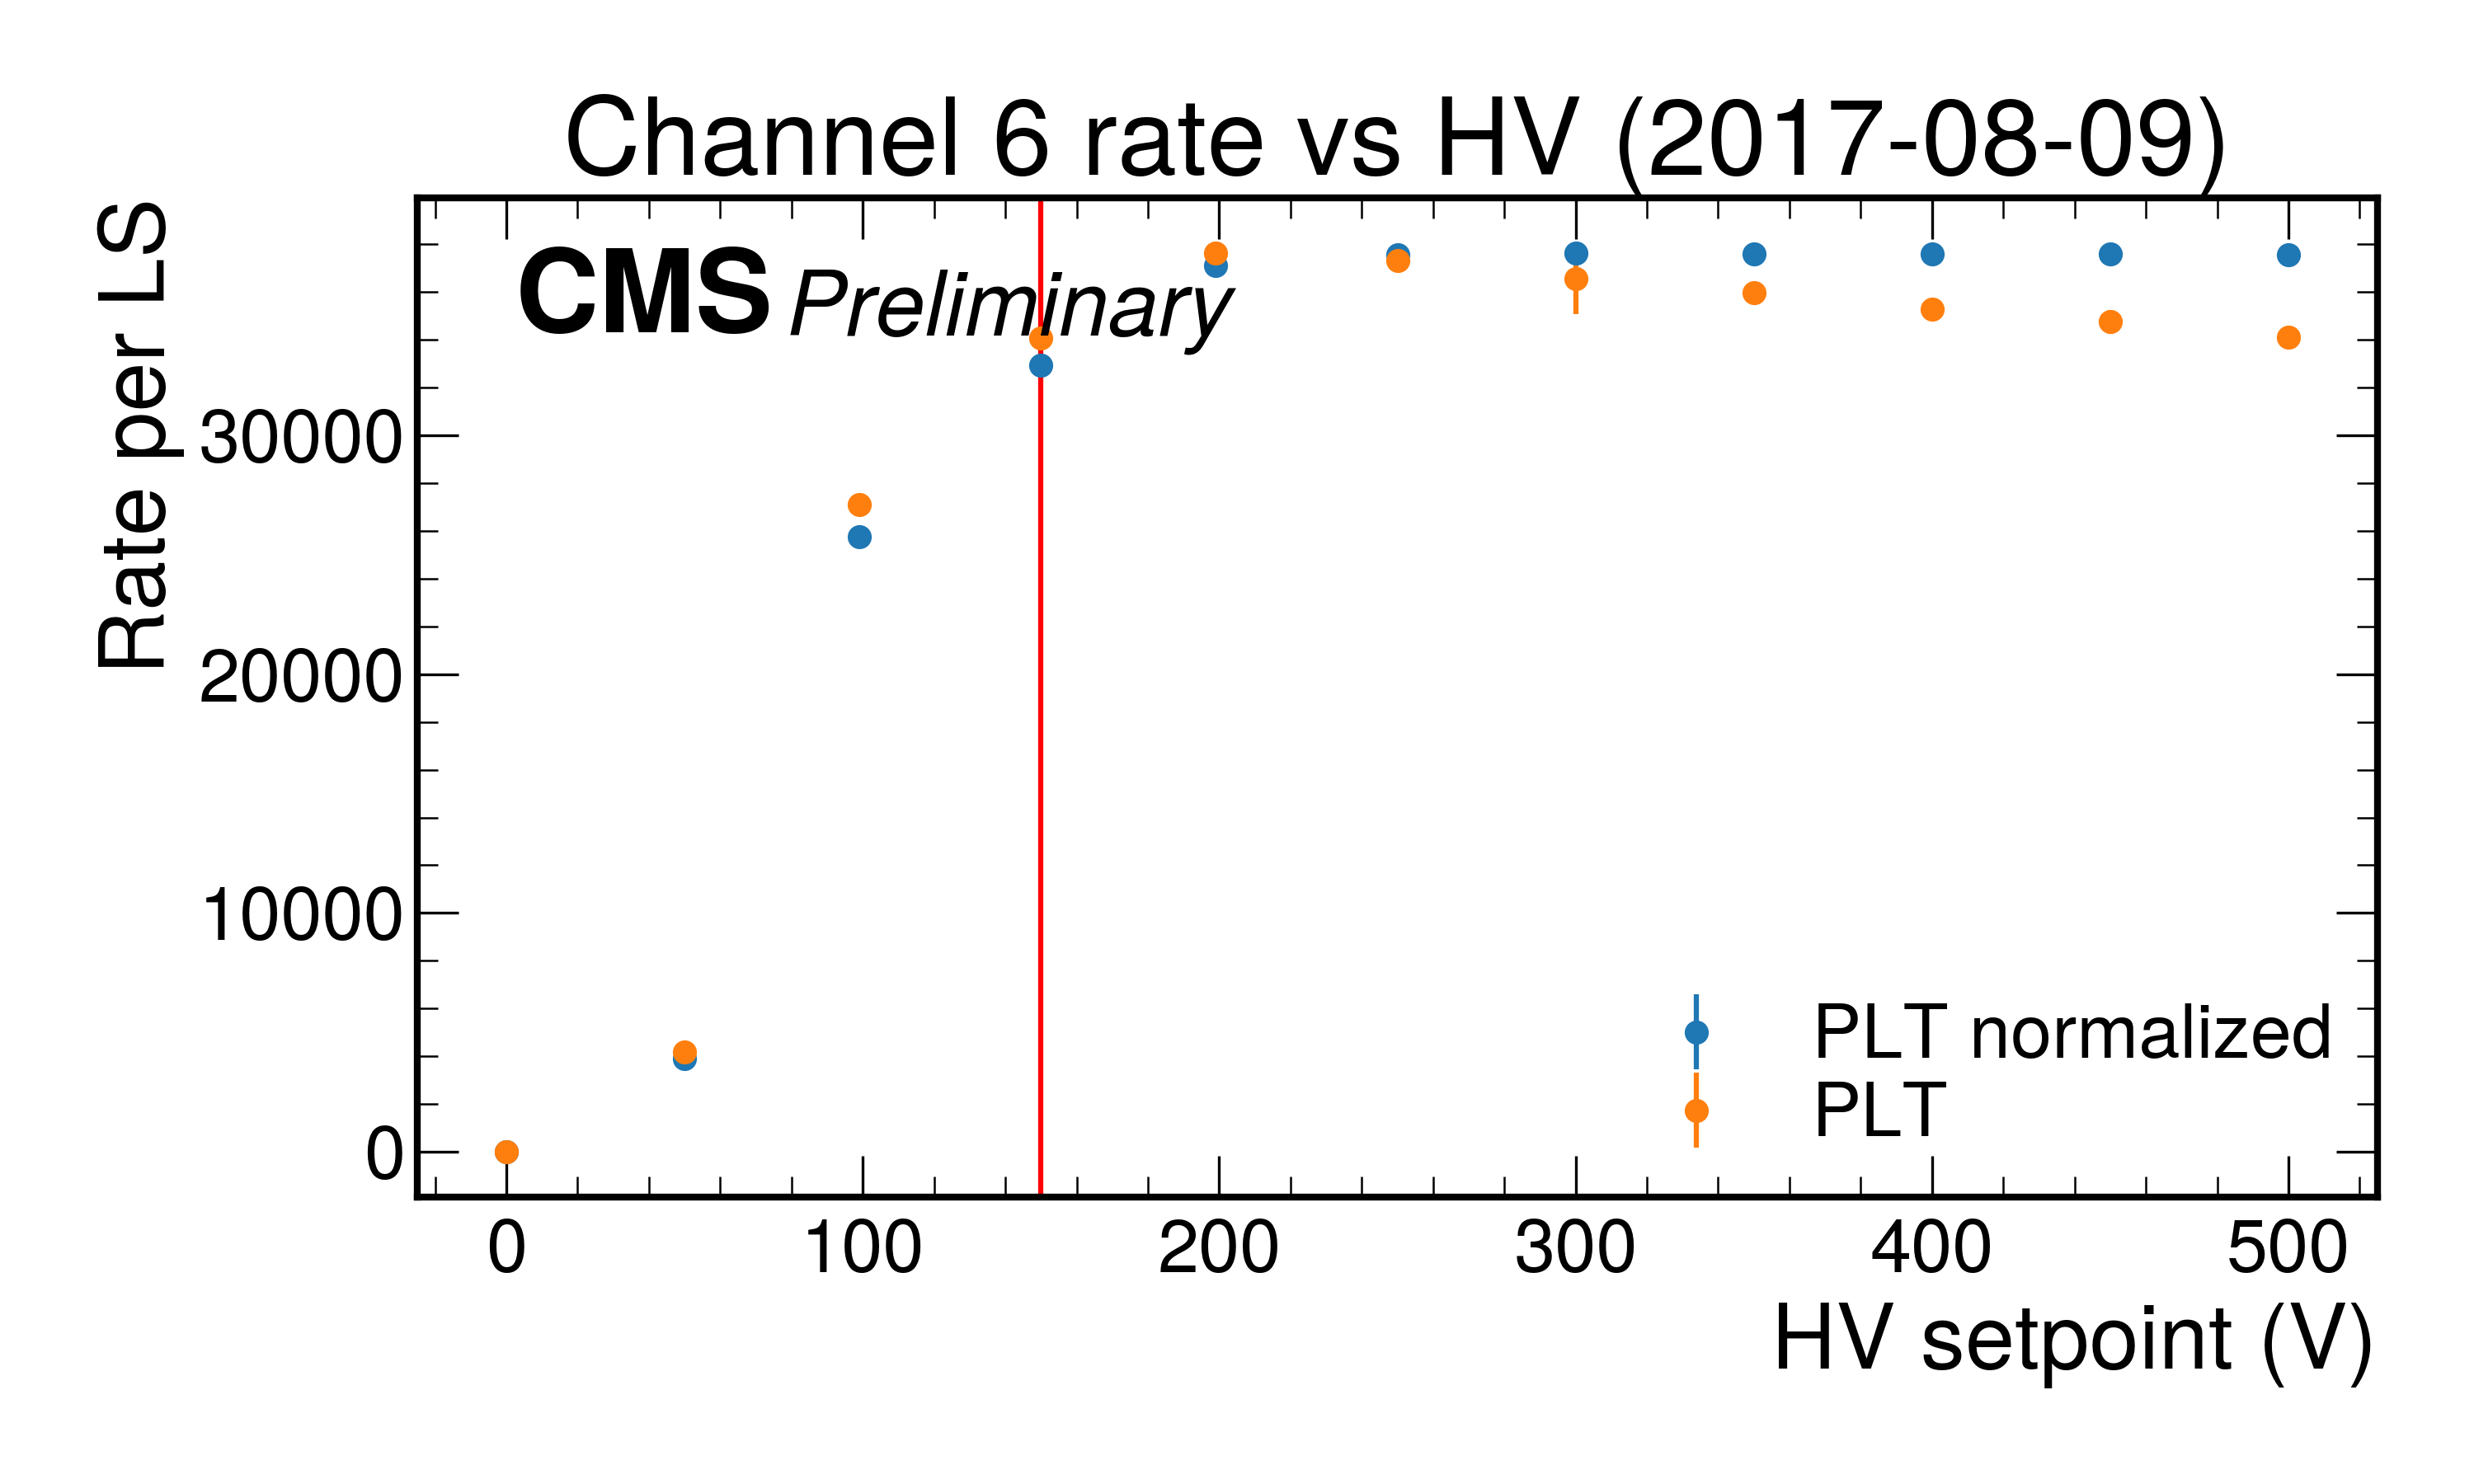 Channel 6 rate vs HV (2017-08-09)
CMS Preliminary
Rate per LS
30000
20000
10000
0
PLT normalized
PLT
0 100 200 300 400 500
HV setpoint (V)